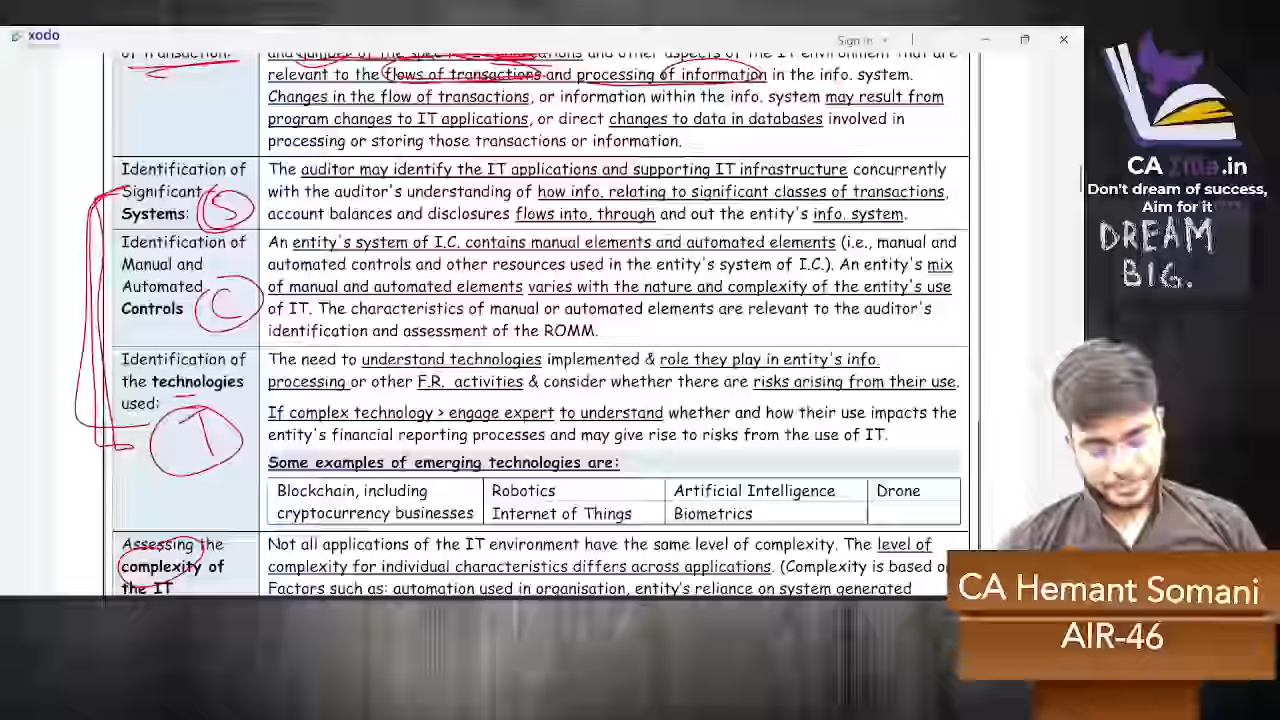 xodo
Sign in
of Transaction.
and number of the
and other aspects of the IT environment that are
relevant to the flows of transactions and processing of information in the info. system.
Changes in the flow of transactions, or information within the info. system may result from
program changes to IT applications, or direct changes to data in databases involved in
processing or storing those transactions or information.
Identification of
Significant
Systems:
S
The auditor may identify the IT applications and supporting IT infrastructure concurrently
with the auditor's understanding of how info. relating to significant classes of transactions,
account balances and disclosures flows into, through and out the entity's info. system.
Identification of
Manual and
Automated
Controls
C
An entity's system of I.C. contains manual elements and automated elements (i.e., manual and
automated controls and other resources used in the entity's system of I.C.). An entity's mix
of manual and automated elements varies with the nature and complexity of the entity's use
of IT. The characteristics of manual or automated elements are relevant to the auditor's
identification and assessment of the ROMM.
Identification of
the technologies
used:
T
The need to understand technologies implemented & role they play in entity's info.
processing or other F.R. activities & consider whether there are risks arising from their use.
If complex technology > engage expert to understand whether and how their use impacts the
entity's financial reporting processes and may give rise to risks from the use of IT.
Some examples of emerging technologies are:
Blockchain, including
cryptocurrency businesses
Robotics
Internet of Things
Artificial Intelligence
Biometrics
Drone
Assessing the
complexity of
the IT
Not all applications of the IT environment have the same level of complexity. The level of
complexity for individual characteristics differs across applications. (Complexity is based
Factors such as: automation used in organisation, entity's reliance on system generated
CA
.in
Don't dream of success,
Aim for it
DREAM
BIG.
CA Hemant Somani
AIR-46